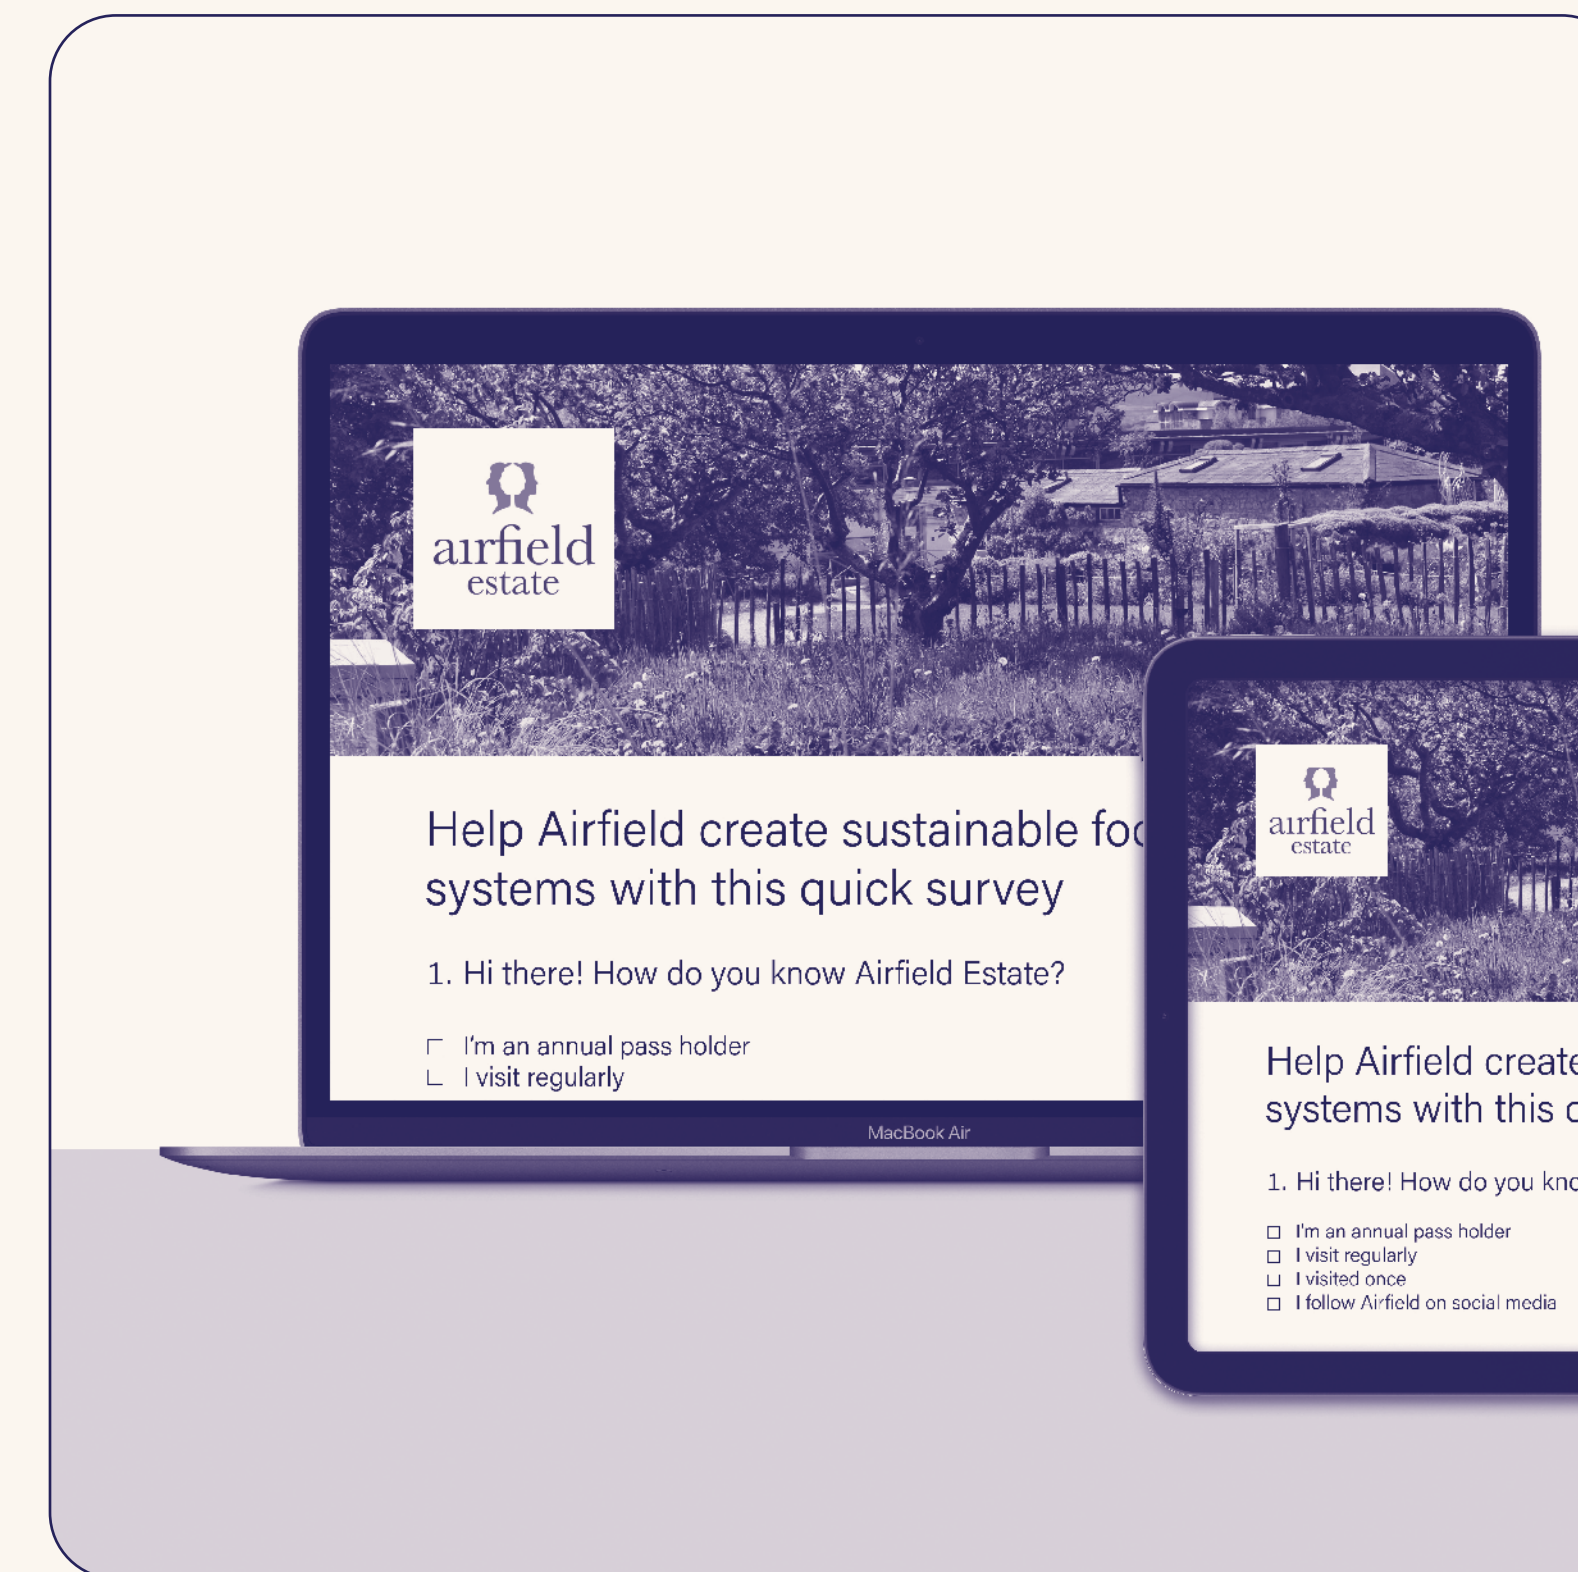 airfield
estate
Help Airfield create sustainable
systems with this quick survey
1. Hi there! How do you know Airfield Estate?
I'm an annual pass holder
I visit regularly
MacBook Air
airfield
estate
Help Airfield create
systems with this
1. Hi there! How do you
I'm an annual pass holder
I visit regularly
I visited once
I follow Airfield on social media